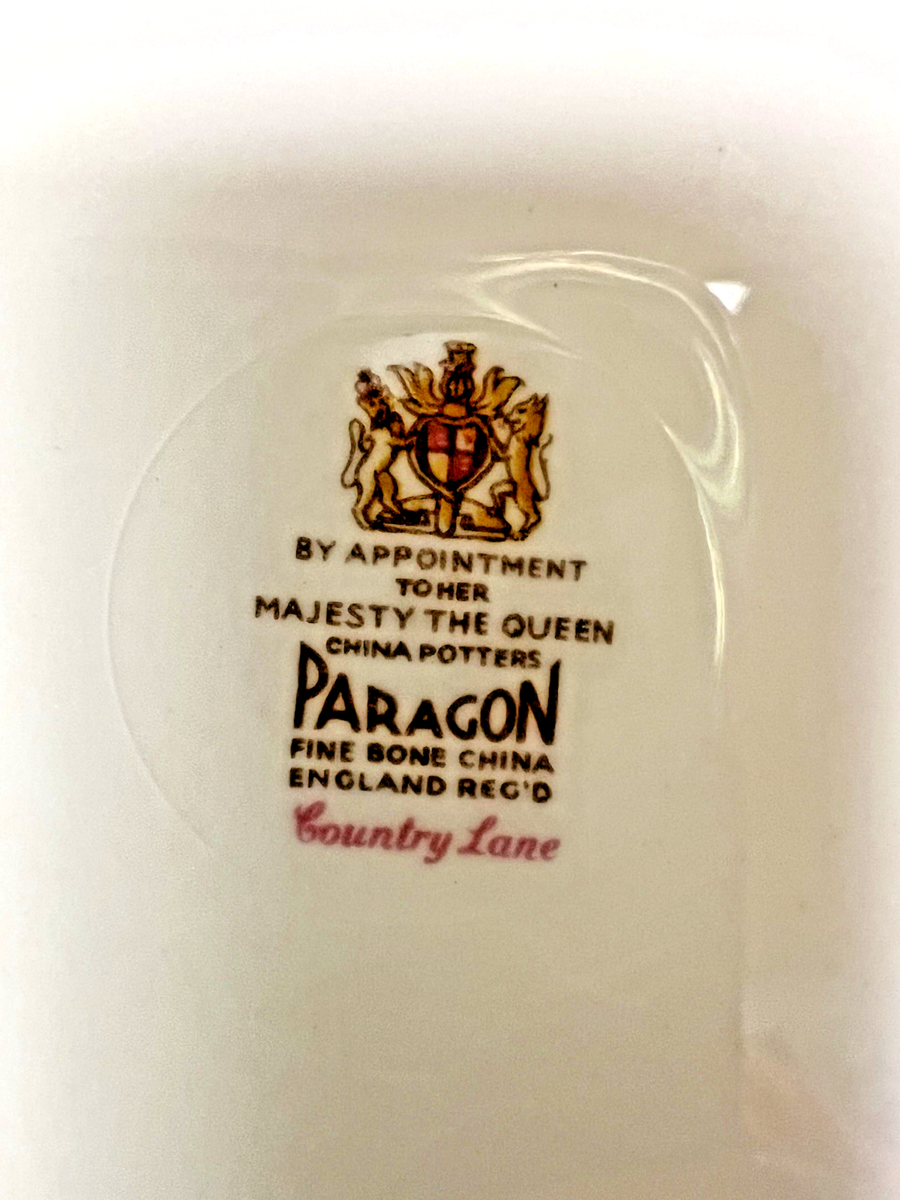 BY APPOINTMENT
TO HER
MAJESTY THE QUEEN
CHINA POTTERS
PARAGON
FINE BONE CHINA
ENGLAND REG'D
Country Lane